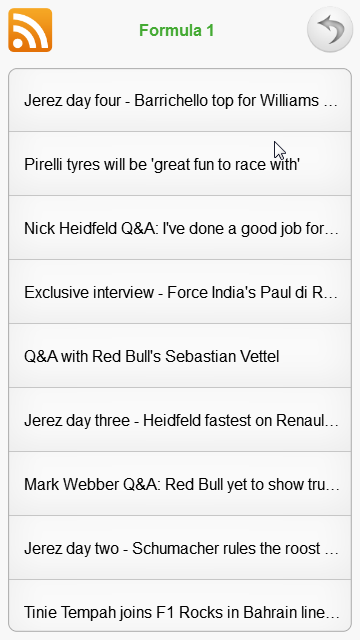 Formula 1
Jerez day four - Barrichello top for Williams ...
Pirelli tyres will be 'great fun to race with'
Nick Heidfeld Q&A: I've done a good job for...
Exclusive interview - Force India's Paul di R...
Q&A with Red Bull's Sebastian Vettel
Jerez day three - Heidfeld fastest on Renaul...
Mark Webber Q&A: Red Bull yet to show tru...
Jerez day two - Schumacher rules the roost ...
Tinie Tempah joins F1 Rocks in Bahrain line...